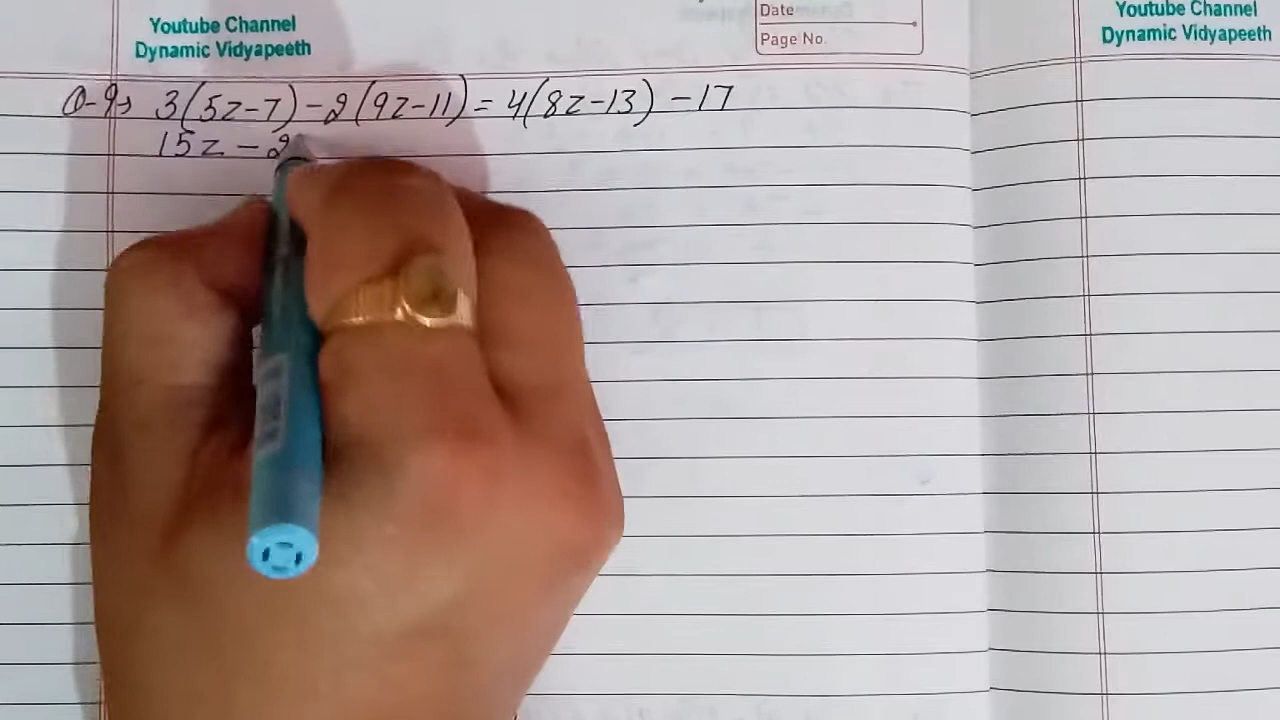 Youtube Channel
Dynamic Vidyapeeth
Date
Page No.
Youtube Channel
Dynamic Vidyapeeth
Q-9) 3(5z-7)-2(9z-11)=4(8z-13)-17
15z-2